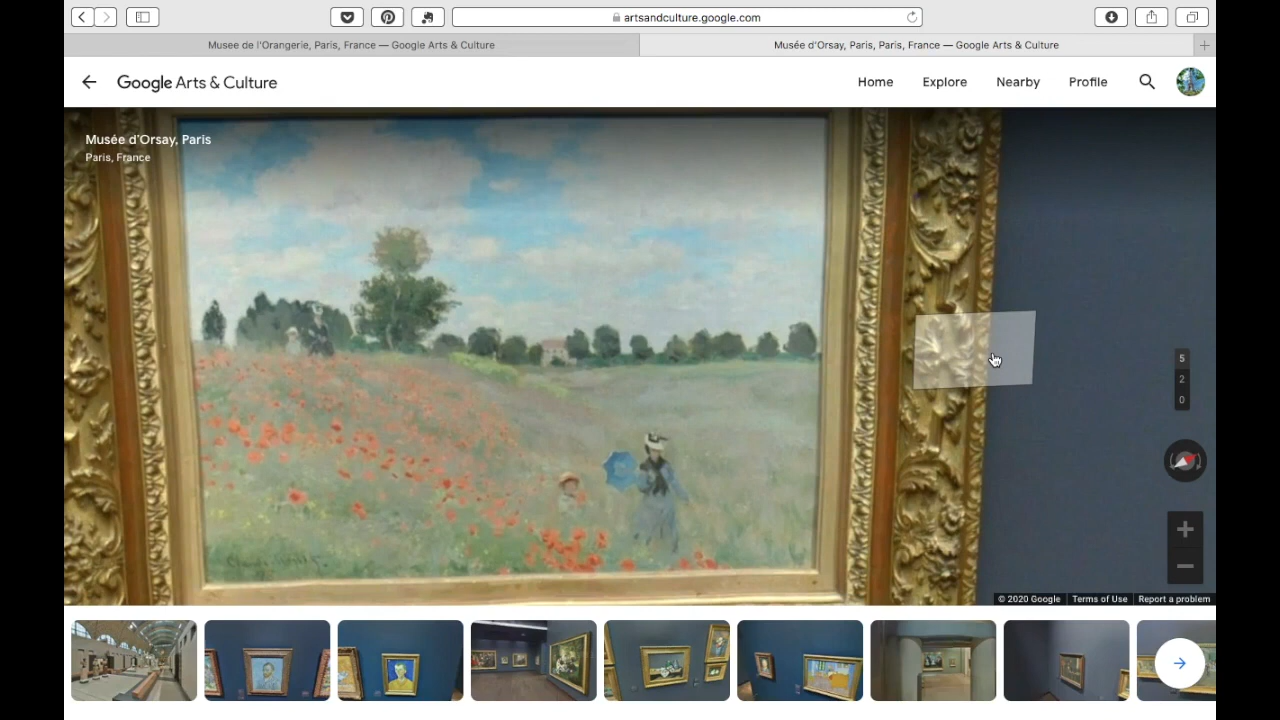 artsandculture.google.com
Musee de l'Orangerie, Paris, France — Google Arts & Culture
Musée d'Orsay, Paris, Paris, France — Google Arts & Culture
Google Arts & Culture
Home
Explore
Nearby
Profile
Musée d'Orsay, Paris
Paris, France
5
2
0
© 2020 Google
Terms of Use
Report a problem